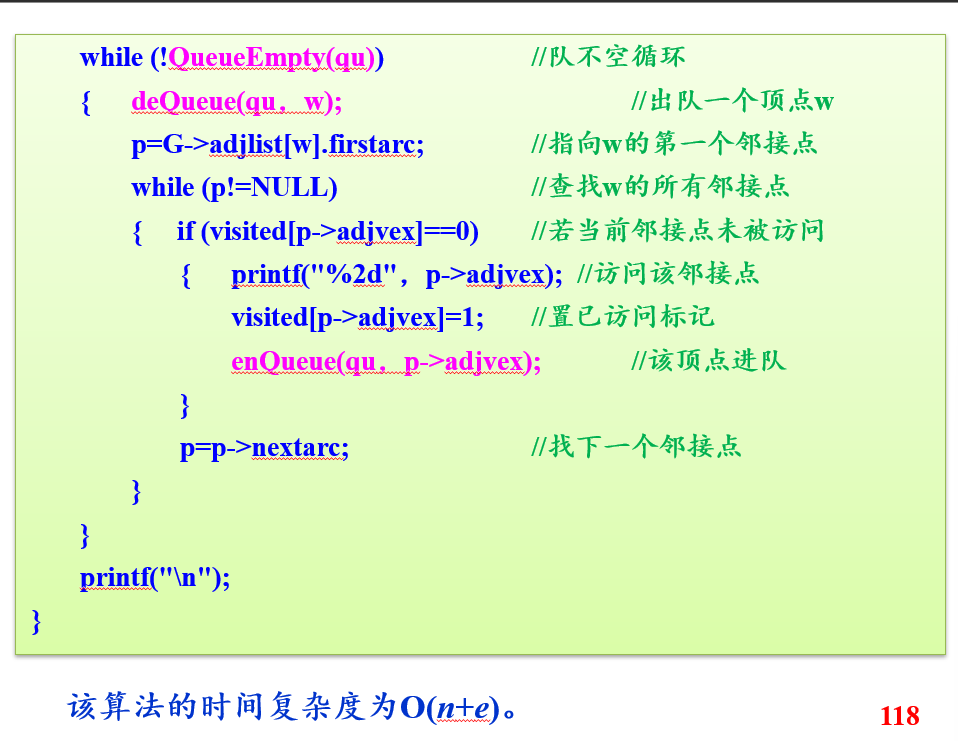 while (!QueueEmpty(qu)) //队不空循环
{ deQueue(qu，w); //出队一个顶点w
p=G->adjlist[w].firstarc; //指向w的第一个邻接点
while (p!=NULL) //查找w的所有邻接点
{ if (visited[p->adjvex]==0) //若当前邻接点未被访问
{ printf("%2d"，p->adjvex); //访问该邻接点
visited[p->adjvex]=1; //置已访问标记
enQueue(qu，p->adjvex); //该顶点进队
}
p=p->nextarc; //找下一个邻接点
}
}
printf("\n");
}
该算法的时间复杂度为O(n+e)。
118